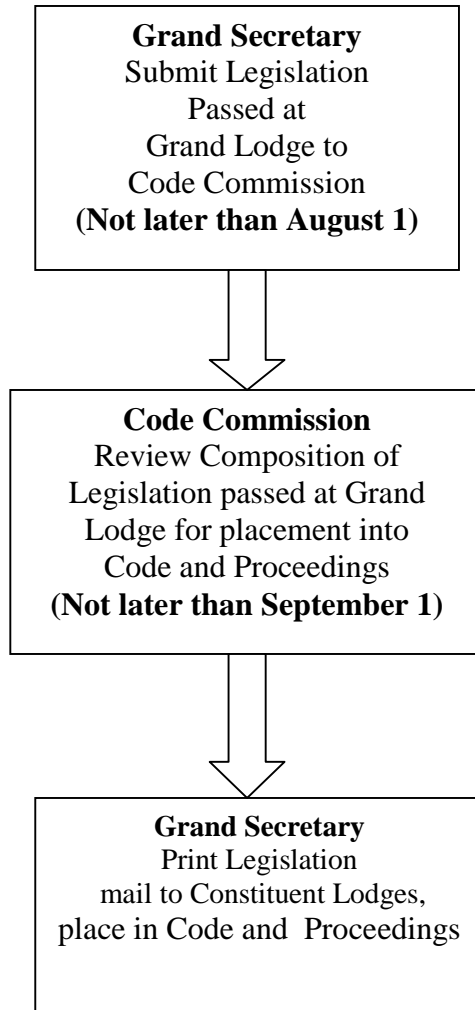 Grand Secretary
Submit Legislation
Passed at
Grand Lodge to
Code Commission
(Not later than August 1)
Code Commission
Review Composition of
Legislation passed at Grand
Lodge for placement into
Code and Proceedings
(Not later than September 1)
Grand Secretary
Print Legislation
mail to Constituent Lodges,
place in Code and Proceedings